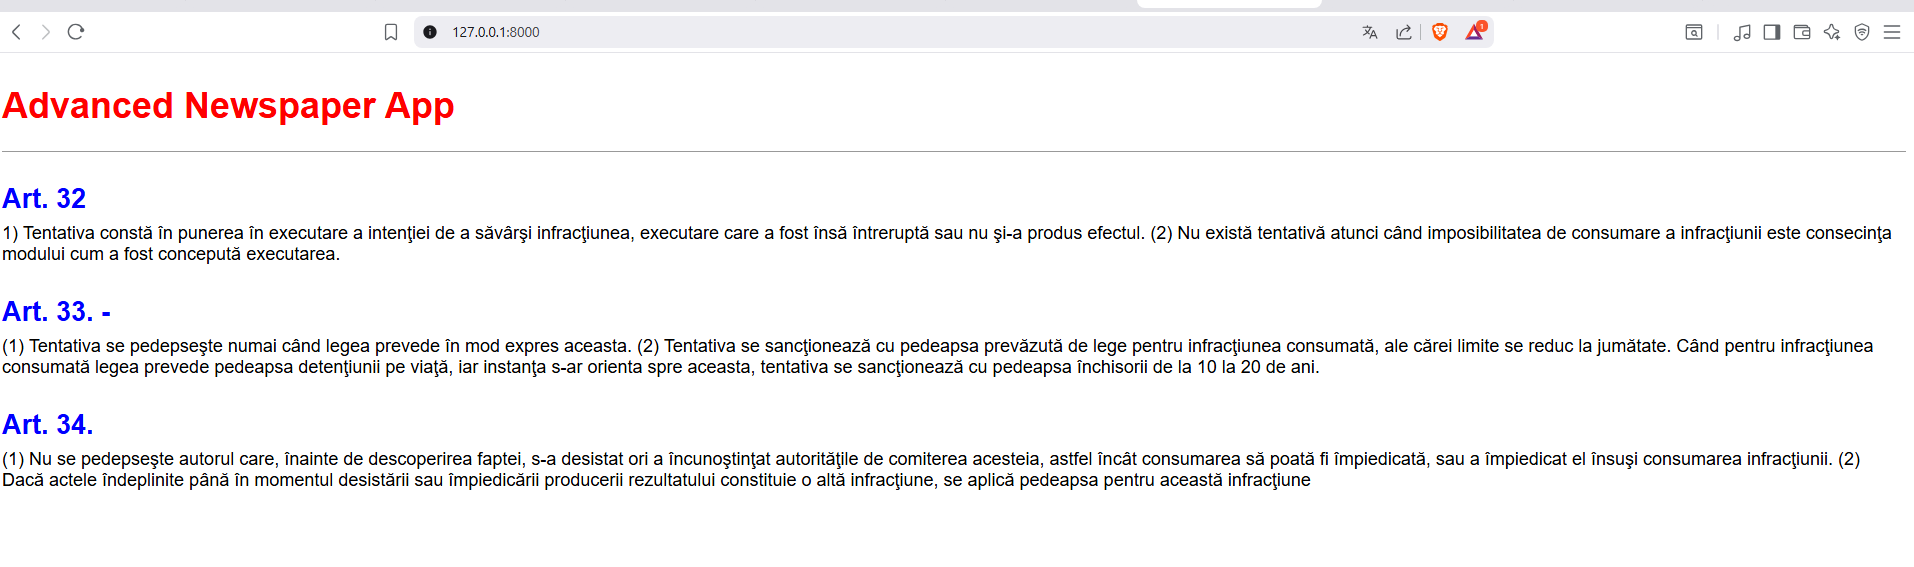 127.0.0.1:8000
1
Advanced Newspaper App
Art. 32
1) Tentativa constă în punerea în executare a intenţiei de a săvârşi infracţiunea, executare care a fost însă întreruptă sau nu şi-a produs efectul. (2) Nu există tentativă atunci când imposibilitatea de consumare a infracţiunii este consecinţa
modului cum a fost concepută executarea.
Art. 33. -
(1) Tentativa se pedepseşte numai când legea prevede în mod expres aceasta. (2) Tentativa se sancţionează cu pedeapsa prevăzută de lege pentru infracţiunea consumată, ale cărei limite se reduc la jumătate. Când pentru infracţiunea
consumată legea prevede pedeapsa detenţiunii pe viaţă, iar instanţa s-ar orienta spre aceasta, tentativa se sancţionează cu pedeapsa închisorii de la 10 la 20 de ani.
Art. 34.
(1) Nu se pedepseşte autorul care, înainte de descoperirea faptei, s-a desistat ori a încunoştinţat autorităţile de comiterea acesteia, astfel încât consumarea să poată fi împiedicată, sau a împiedicat el însuşi consumarea infracţiunii. (2)
Dacă actele îndeplinite până în momentul desistării sau împiedicării producerii rezultatului constituie o altă infracţiune, se aplică pedeapsa pentru această infracţiune